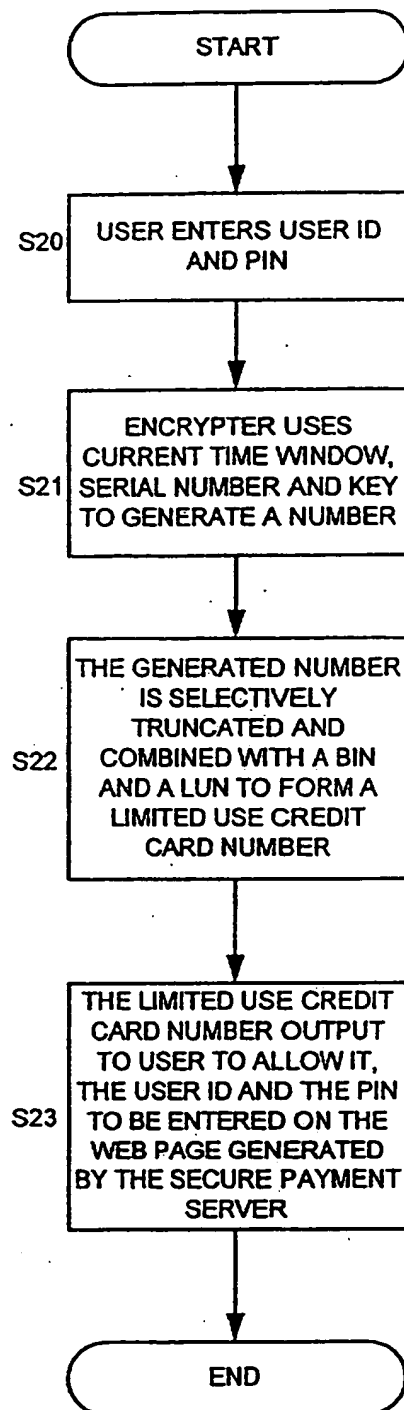 START
S20
USER ENTERS USER ID
AND PIN
S21
ENCRYPTER USES
CURRENT TIME WINDOW,
SERIAL NUMBER AND KEY
TO GENERATE A NUMBER
S22
THE GENERATED NUMBER
IS SELECTIVELY
TRUNCATED AND
COMBINED WITH A BIN
AND A LUN TO FORM A
LIMITED USE CREDIT
CARD NUMBER
S23
THE LIMITED USE CREDIT
CARD NUMBER OUTPUT
TO USER TO ALLOW IT,
THE USER ID AND THE PIN
TO BE ENTERED ON THE
WEB PAGE GENERATED
BY THE SECURE PAYMENT
SERVER
END